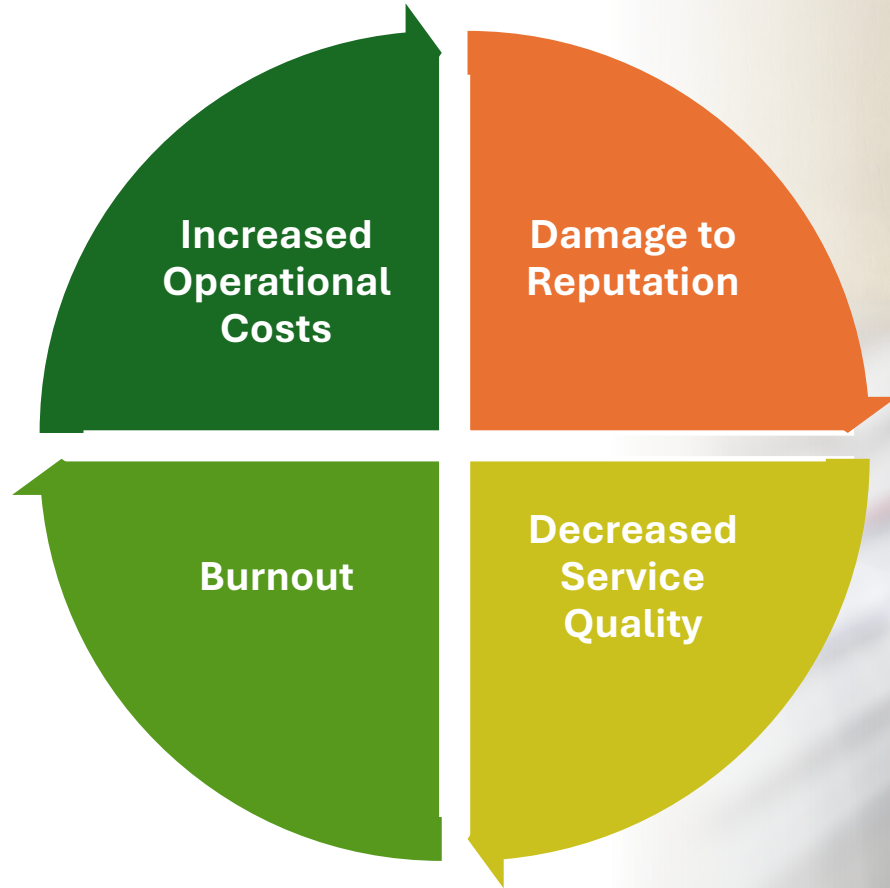 Increased
Operational
Costs
Damage to
Reputation
Decreased
Service
Quality
Burnout